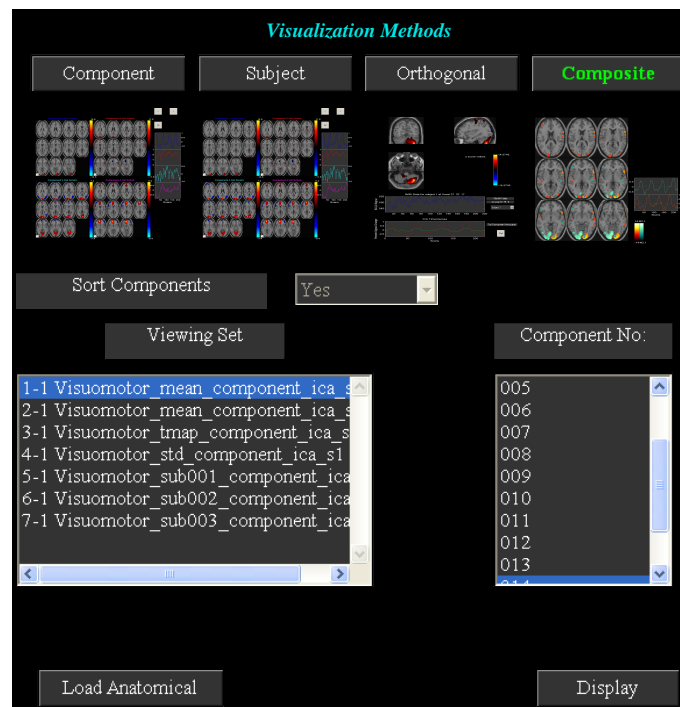 Visualization Methods
Component Subject Orthogonal Composite
Sort Components Yes
Viewing Set Component No:
1-1 Visuomotor_mean_component_ica_s
2-1 Visuomotor_mean_component_ica_s
3-1 Visuomotor_tmap_component_ica_s
4-1 Visuomotor_std_component_ica_s1
5-1 Visuomotor_sub001_component_ica
6-1 Visuomotor_sub002_component_ica
7-1 Visuomotor_sub003_component_ica
005
006
007
008
009
010
011
012
013
014
Load Anatomical Display